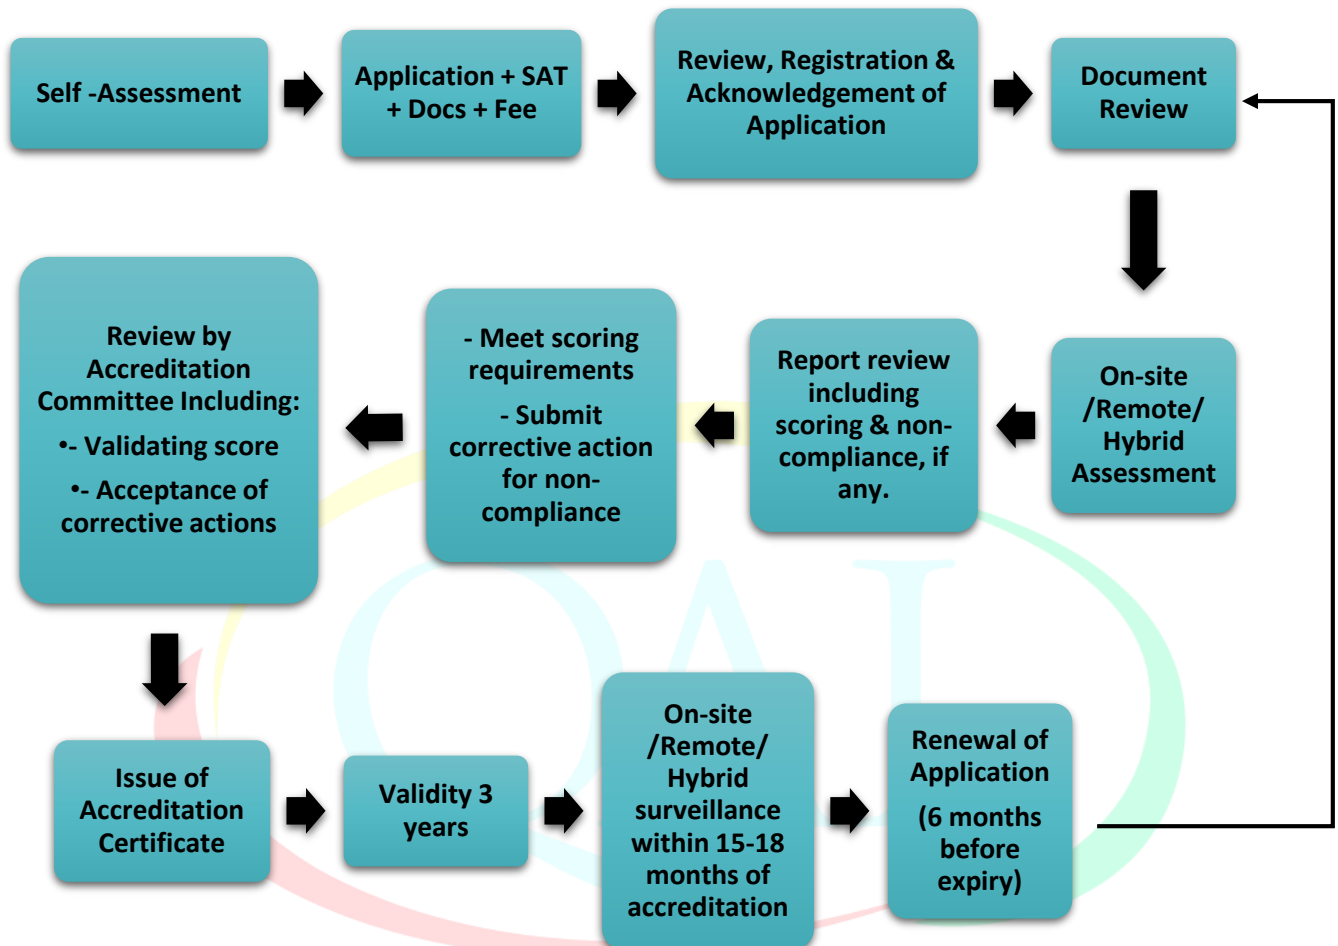 Self -Assessment
Application + SAT
+ Docs + Fee
Review, Registration &
Acknowledgement of
Application
Document
Review
On-site
/Remote/
Hybrid
Assessment
Report review
including
scoring & non-
compliance, if
any.
- Meet scoring
requirements
- Submit
corrective action
for non-
compliance
Review by
Accreditation
Committee Including:
•- Validating score
•- Acceptance of
corrective actions
Issue of
Accreditation
Certificate
Validity 3
years
On-site
/Remote/
Hybrid
surveillance
within 15-18
months of
accreditation
Renewal of
Application
(6 months
before
expiry)
QAI